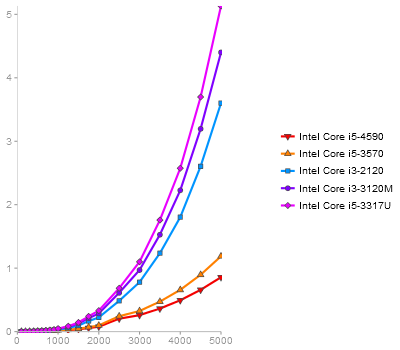 5
4
3
2
1
0
0 1000 2000 3000 4000 5000
Intel Core i5-4590
Intel Core i5-3570
Intel Core i3-2120
Intel Core i3-3120M
Intel Core i5-3317U